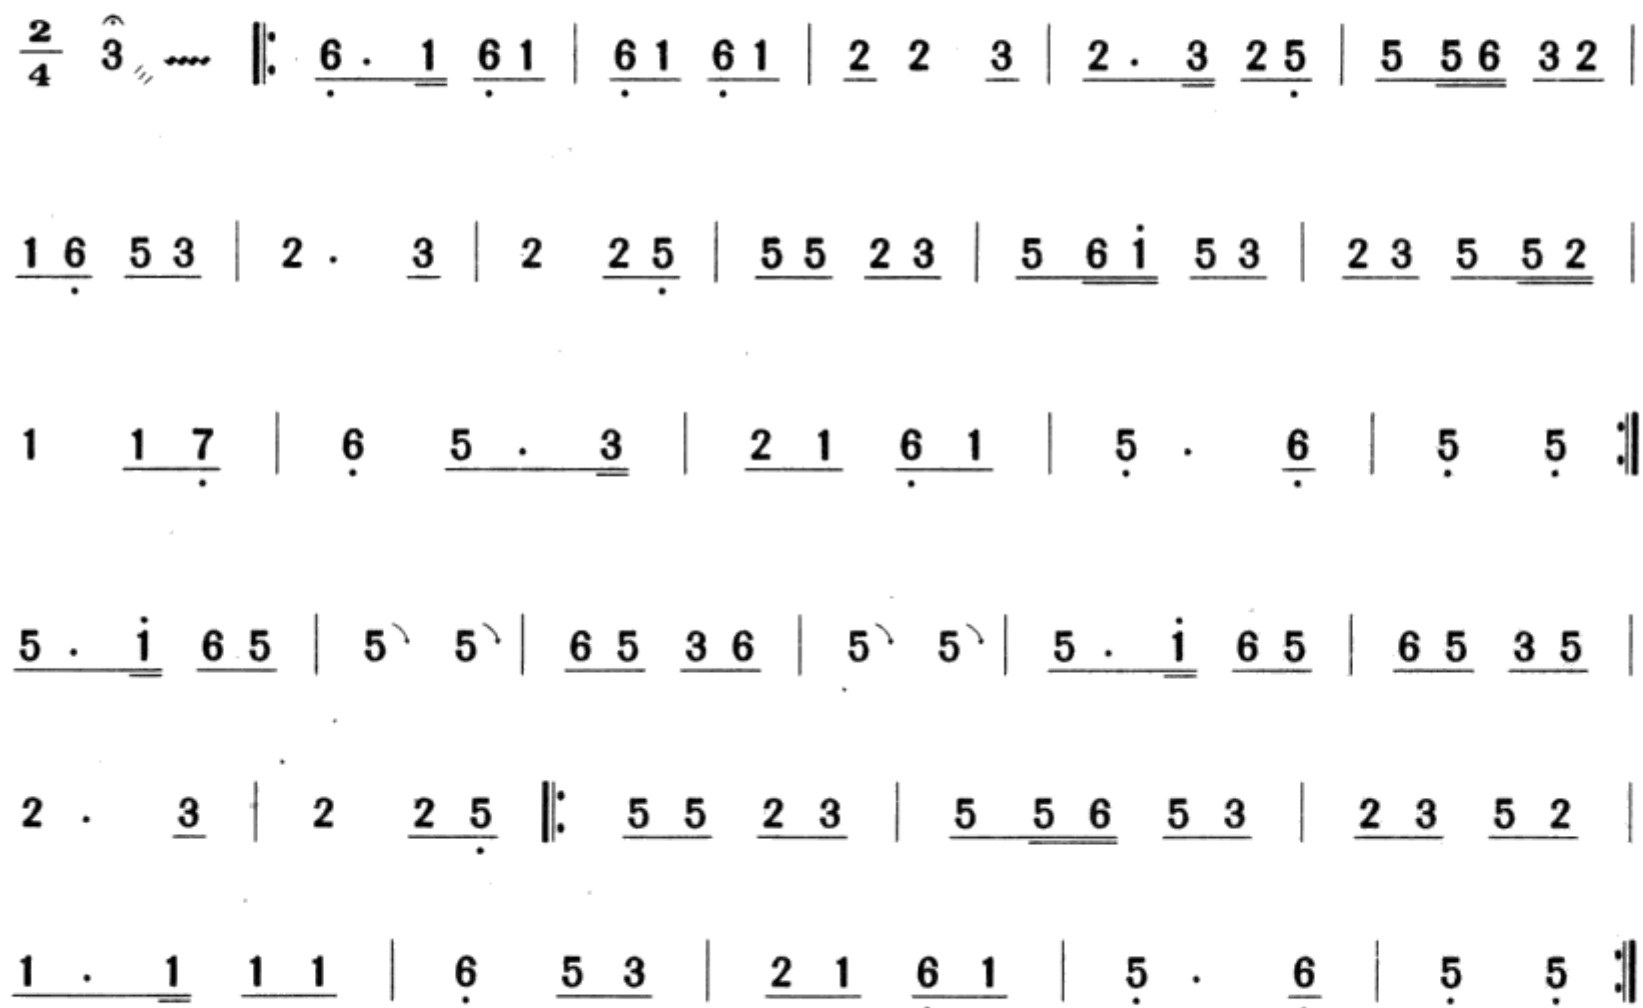 2/4 3 ‖: 6 . 1 6 1 | 6 1 6 1 | 2 2 3 | 2 . 3 2 5 | 5 5 6 3 2 |
1 6 5 3 | 2 . 3 | 2 2 5 | 5 5 2 3 | 5 6 1 5 3 | 2 3 5 5 2 |
1 1 7 | 6 5 . 3 | 2 1 6 1 | 5 . 6 | 5 5 :‖
5 . 1 6 5 | 5 5 | 6 5 3 6 | 5 5 | 5 . 1 6 5 | 6 5 3 5 |
2 . 3 | 2 2 5 ‖: 5 5 2 3 | 5 5 6 5 3 | 2 3 5 2 |
1 . 1 1 1 | 6 5 3 | 2 1 6 1 | 5 . 6 | 5 5 :‖